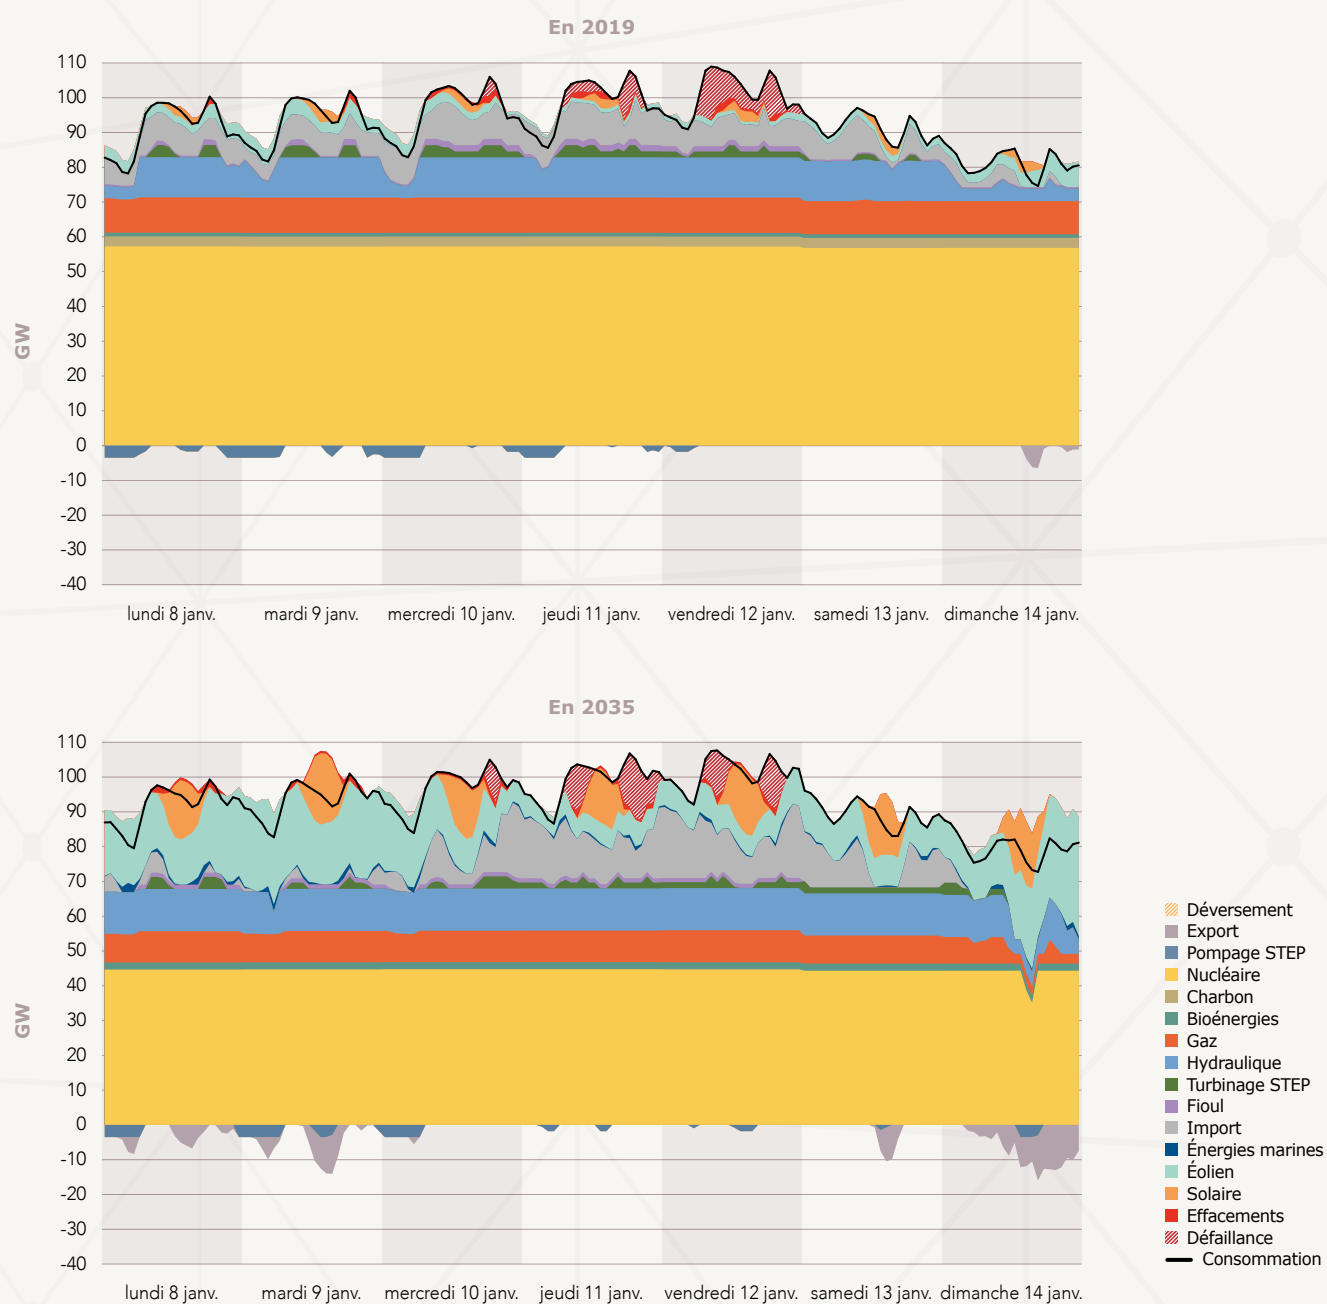 En 2019
110
100
90
80
70
60
50
40
30
20
10
0
-10
-20
-30
-40
GW
lundi 8 janv. mardi 9 janv. mercredi 10 janv. jeudi 11 janv. vendredi 12 janv. samedi 13 janv. dimanche 14 janv.
En 2035
110
100
90
80
70
60
50
40
30
20
10
0
-10
-20
-30
-40
GW
lundi 8 janv. mardi 9 janv. mercredi 10 janv. jeudi 11 janv. vendredi 12 janv. samedi 13 janv. dimanche 14 janv.
Déversement
Export
Pompage STEP
Nucléaire
Charbon
Bioénergies
Gaz
Hydraulique
Turbinage STEP
Fioul
Import
Énergies marines
Éolien
Solaire
Effacements
Défaillance
Consommation